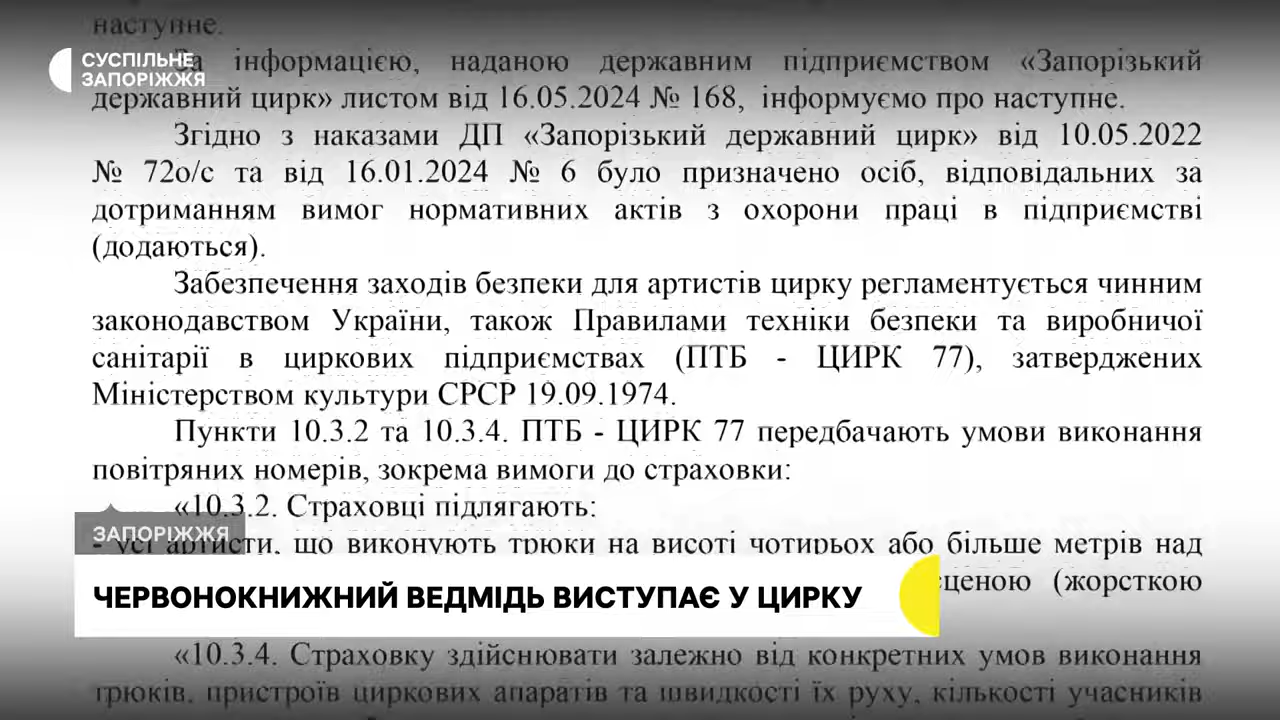 наступне.
СУСПІЛЬНЕ
ЗАПОРІЖЖЯ
За інформацією, наданою державним підприємством «Запорізький
державний цирк» листом від 16.05.2024 № 168, інформуємо про наступне.
Згідно з наказами ДП «Запорізький державний цирк» від 10.05.2022
№ 72о/с та від 16.01.2024 № 6 було призначено осіб, відповідальних за
дотриманням вимог нормативних актів з охорони праці в підприємстві
(додаються).
Забезпечення заходів безпеки для артистів цирку регламентується чинним
законодавством України, також Правилами техніки безпеки та виробничої
санітарії в циркових підприємствах (ПТБ - ЦИРК 77), затверджених
Міністерством культури СРСР 19.09.1974.
Пункти 10.3.2 та 10.3.4. ПТБ - ЦИРК 77 передбачають умови виконання
повітряних номерів, зокрема вимоги до страховки:
«10.3.2. Страховці підлягають:
ЗАПОРІЖЖЯ
- усі артисти, що виконують трюки на висоті чотирьох або більше метрів над
сценою (жорсткою
ЧЕРВОНОКНИЖНИЙ ВЕДМІДЬ ВИСТУПАЄ У ЦИРКУ
«10.3.4. Страховку здійснювати залежно від конкретних умов виконання
трюків, пристроїв циркових апаратів та швидкості їх руху, кількості учасників